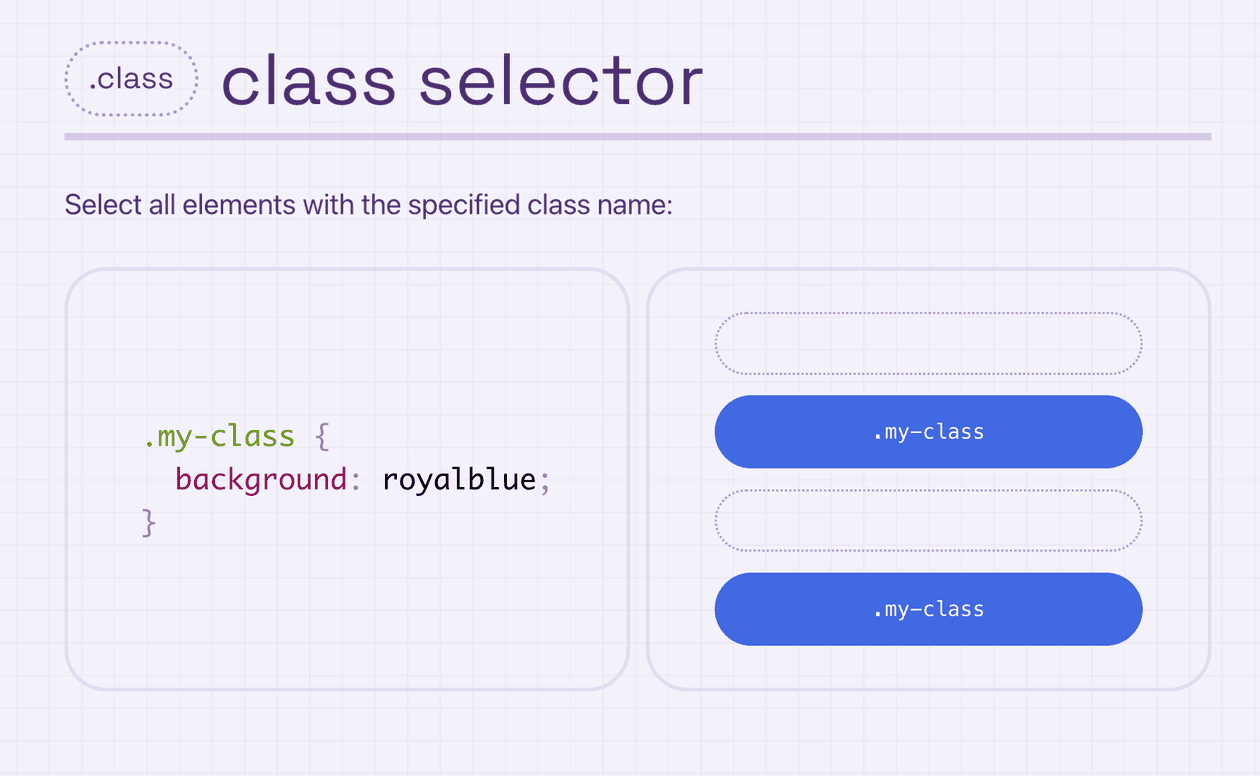 .class
class selector
Select all elements with the specified class name:
.my-class {
  background: royalblue;
}
.my-class
.my-class